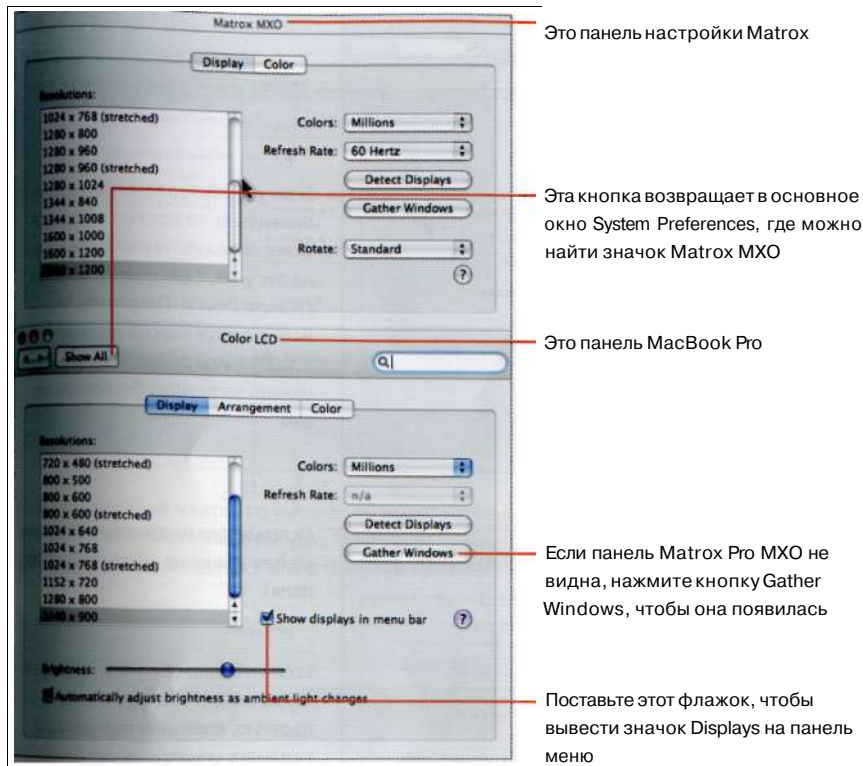 Matrox MXO
Это панель настройки Matrox
Display Color
Resolutions:
1024 x 768 (stretched)
1280 x 800
1280 x 960
1280 x 960 (stretched)
1280 x 1024
1344 x 840
1344 x 1008
1600 x 1000
1600 x 1200
x 1200
Colors: Millions
Refresh Rate: 60 Hertz
Detect Displays
Gather Windows
Rotate: Standard
?
Эта кнопка возвращает в основное
окно System Preferences, где можно
найти значок Matrox MXO
Color LCD
Show All
Это панель MacBook Pro
Display Arrangement Color
Resolutions:
720 x 480 (stretched)
800 x 500
800 x 600
800 x 600 (stretched)
1024 x 640
1024 x 768
1024 x 768 (stretched)
1152 x 720
1280 x 800
x 900
Colors: Millions
Refresh Rate: n/a
Detect Displays
Gather Windows
Show displays in menu bar ?
Если панель Matrox Pro MXO не
видна, нажмите кнопку Gather
Windows, чтобы она появилась
Brightness:
Automatically adjust brightness as ambient light changes
Поставьте этот флажок, чтобы
вывести значок Displays на панель
меню